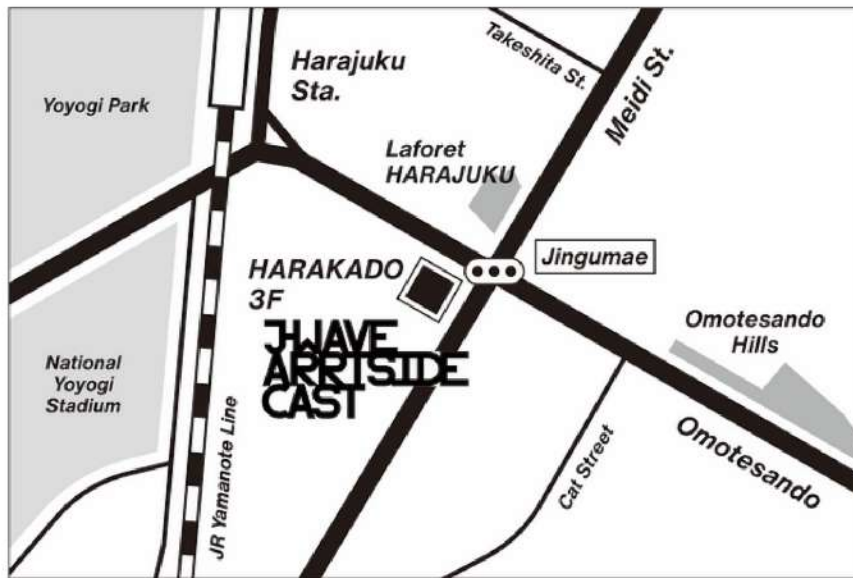 Takeshita St.
Harajuku
Sta.
Meidi St.
Yoyogi Park
Laforet
HARAJUKU
Jingumae
HARAKADO
3F
J-WAVE
ARRTSIDE
CAST
Omotesando
Hills
National
Yoyogi
Stadium
JR Yamanote Line
Cat Street
Omotesando